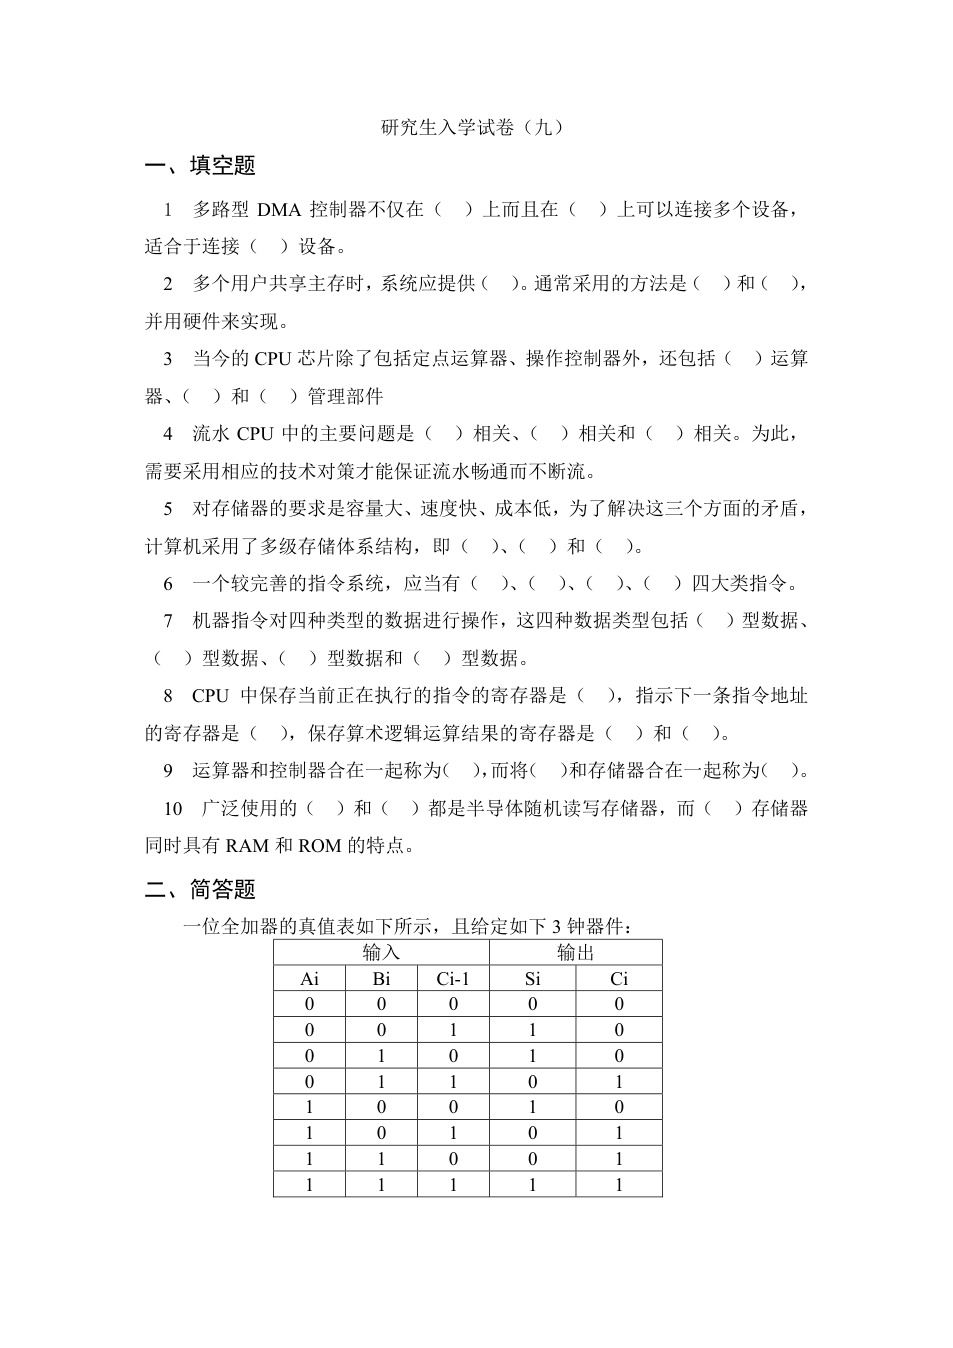 研究生入学试卷（九）
一、填空题
1 多路型 DMA 控制器不仅在（ ）上而且在（ ）上可以连接多个设备，
适合于连接（ ）设备。
2 多个用户共享主存时，系统应提供（ ）。通常采用的方法是（ ）和（ ），
并用硬件来实现。
3 当今的 CPU 芯片除了包括定点运算器、操作控制器外，还包括（ ）运算
器、（ ）和（ ）管理部件
4 流水 CPU 中的主要问题是（ ）相关、（ ）相关和（ ）相关。为此，
需要采用相应的技术对策才能保证流水畅通而不断流。
5 对存储器的要求是容量大、速度快、成本低，为了解决这三个方面的矛盾，
计算机采用了多级存储体系结构，即（ ）、（ ）和（ ）。
6 一个较完善的指令系统，应当有（ ）、（ ）、（ ）、（ ）四大类指令。
7 机器指令对四种类型的数据进行操作，这四种数据类型包括（ ）型数据、
（ ）型数据、（ ）型数据和（ ）型数据。
8 CPU 中保存当前正在执行的指令的寄存器是（ ），指示下一条指令地址
的寄存器是（ ），保存算术逻辑运算结果的寄存器是（ ）和（ ）。
9 运算器和控制器合在一起称为（ ），而将（ ）和存储器合在一起称为（ ）。
10 广泛使用的（ ）和（ ）都是半导体随机读写存储器，而（ ）存储器
同时具有 RAM 和 ROM 的特点。
二、简答题
一位全加器的真值表如下所示，且给定如下 3 钟器件：
输入 输出
Ai Bi Ci-1 Si Ci
0 0 0 0 0
0 0 1 1 0
0 1 0 1 0
0 1 1 0 1
1 0 0 1 0
1 0 1 0 1
1 1 0 0 1
1 1 1 1 1